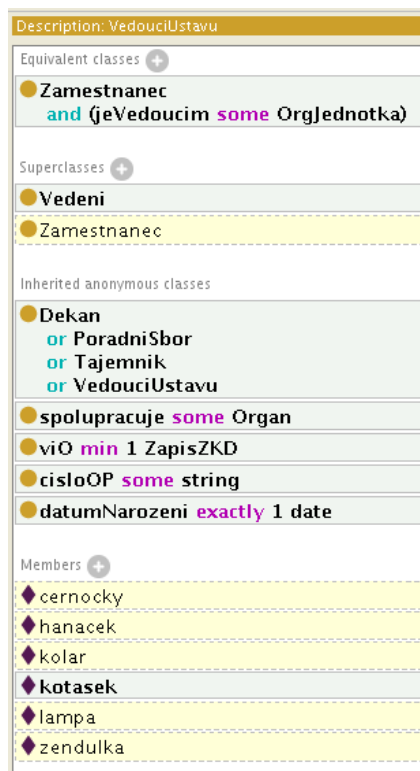 Description: VedouciUstavu
Equivalent classes
Zamestnanec
and (jeVedoucim some OrgJednotka)
Superclasses
Vedeni
Zamestnanec
Inherited anonymous classes
Dekan
or PoradniSbor
or Tajemnik
or VedouciUstavu
spolupracuje some Organ
viO min 1 ZapisZKD
cisloOP some string
datumNarozeni exactly 1 date
Members
cernocky
hanacek
kolar
kotasek
lampa
zendulka